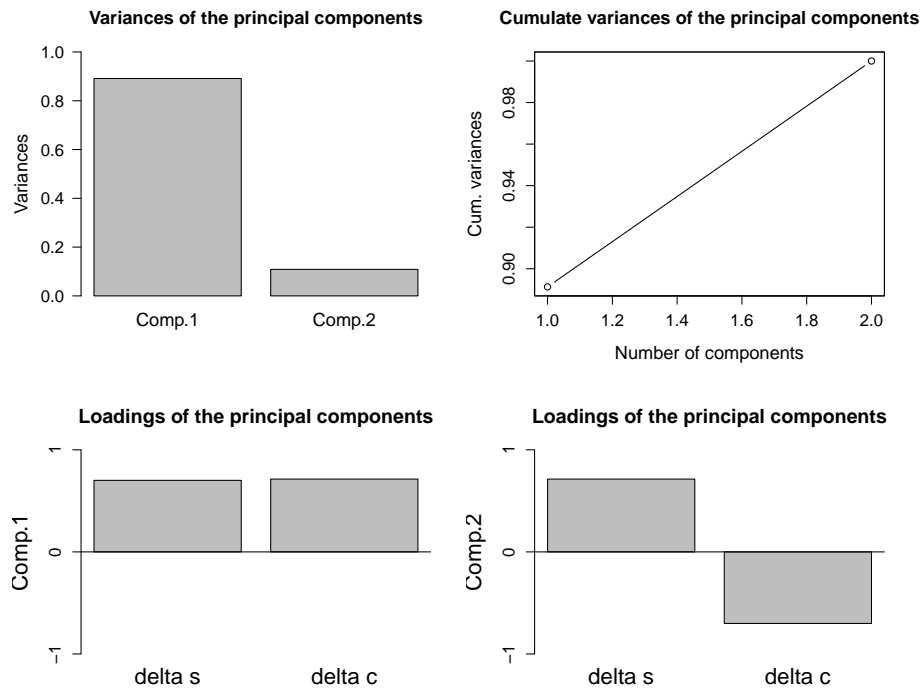 Variances of the principal components
Variances
1.0
0.8
0.6
0.4
0.2
0.0
Comp.1 Comp.2
Cumulate variances of the principal components
Cum. variances
0.98
0.94
0.90
1.0 1.2 1.4 1.6 1.8 2.0
Number of components
Loadings of the principal components
Comp.1
1
0
−1
delta s delta c
Loadings of the principal components
Comp.2
1
0
−1
delta s delta c